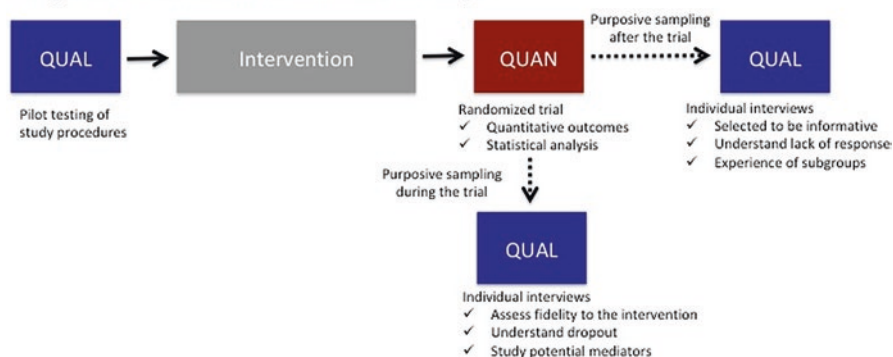 QUAL
Intervention
QUAN
Purposive sampling
after the trial
QUAL
Pilot testing of
study procedures
Randomized trial
✓ Quantitative outcomes
✓ Statistical analysis
Individual interviews
✓ Selected to be informative
✓ Understand lack of response
✓ Experience of subgroups
Purposive sampling
during the trial
QUAL
Individual interviews
✓ Assess fidelity to the intervention
✓ Understand dropout
✓ Study potential mediators